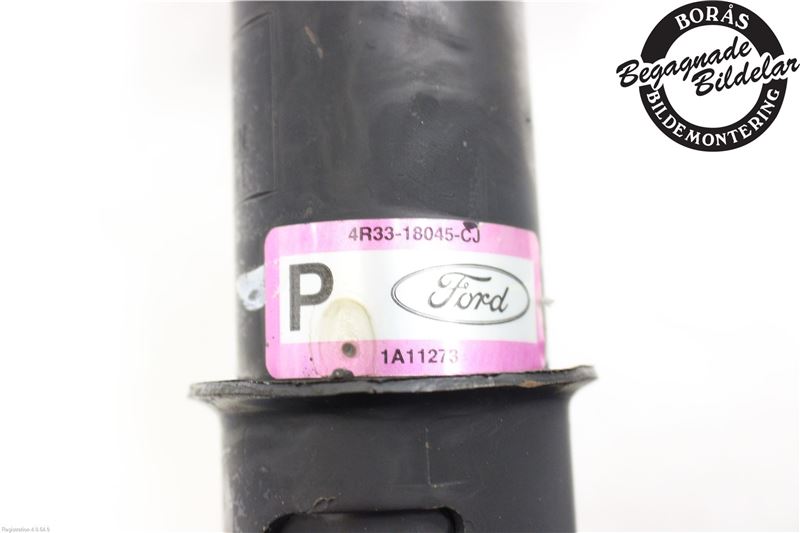 BORÅS
Begagnade
Bildelar
BILDEMONTERING
4R33-18045-CJ
P
Ford
1A11273